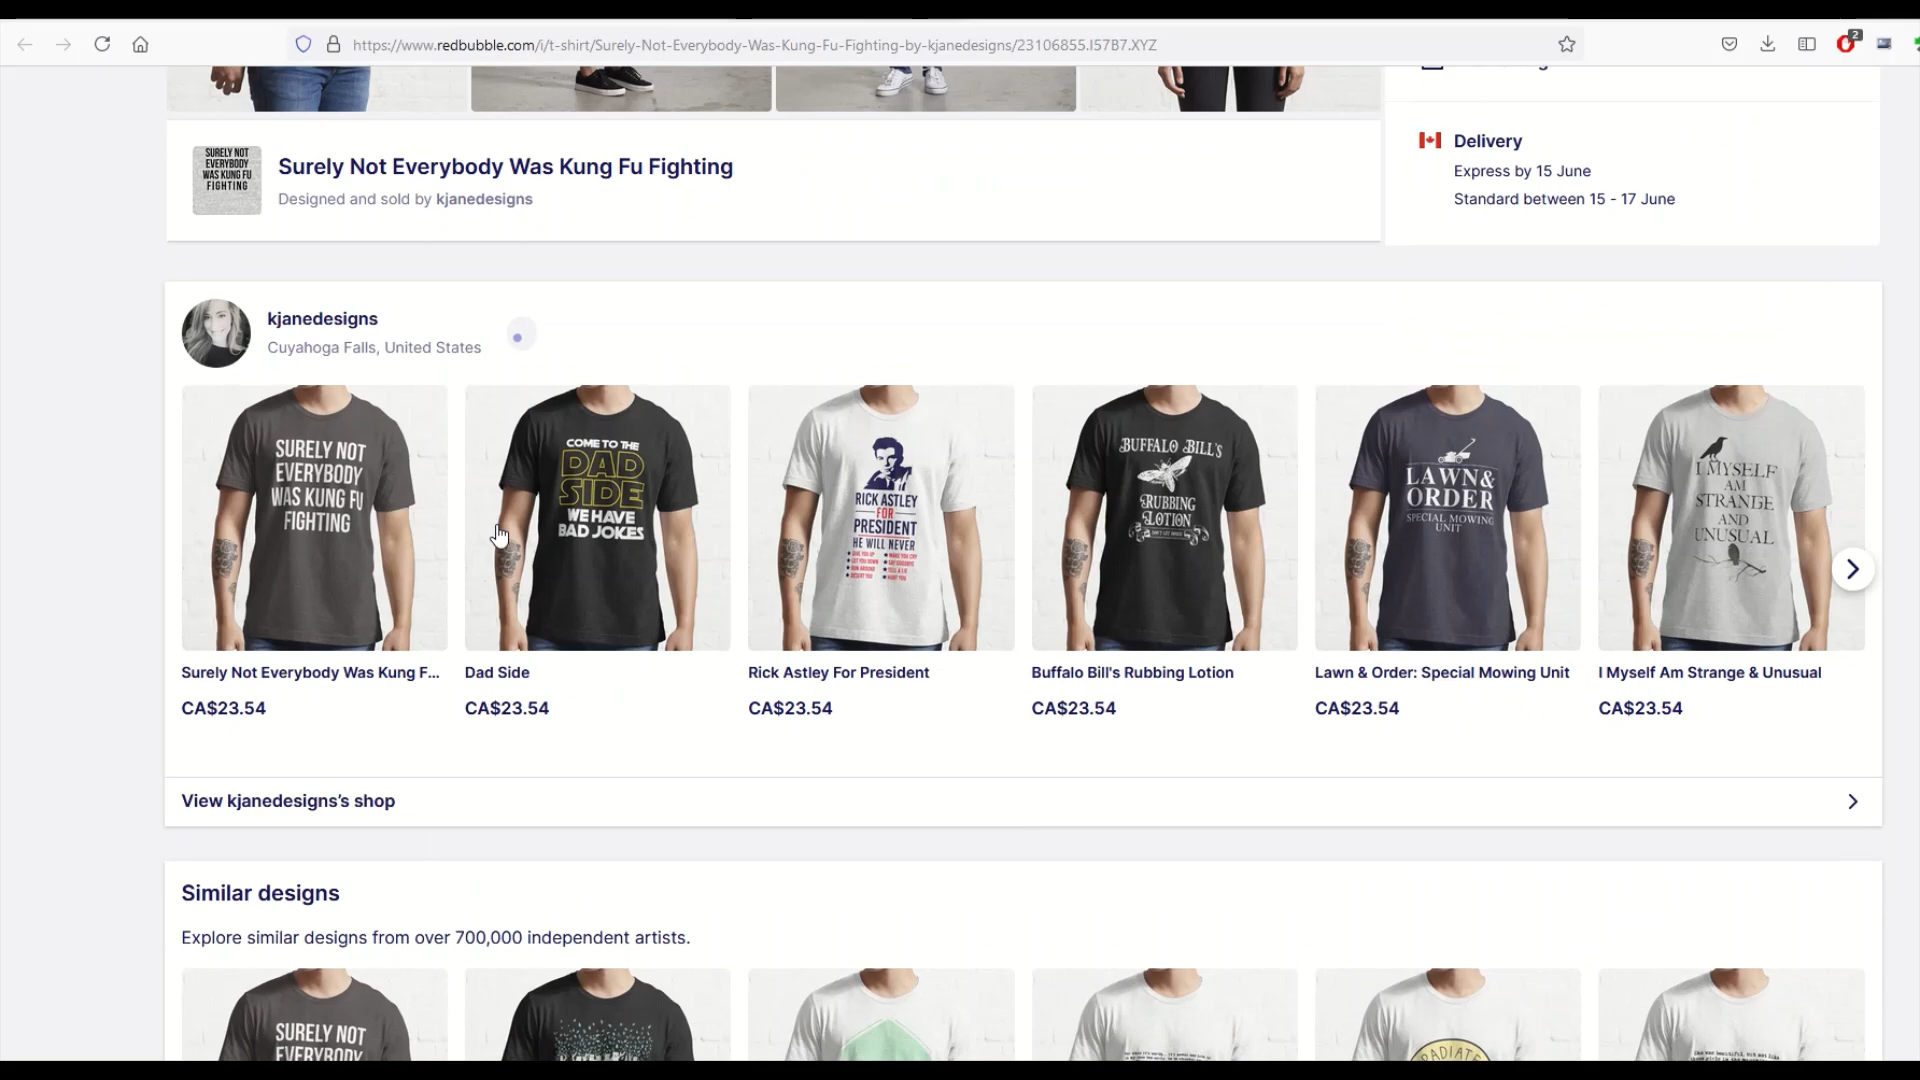 https://www.redbubble.com/i/t-shirt/Surely-Not-Everybody-Was-Kung-Fu-Fighting-by-kjanedesigns/23106855.I57B7.XYZ
2
SURELY NOT
EVERYBODY
WAS KUNG FU
FIGHTING
Surely Not Everybody Was Kung Fu Fighting
Designed and sold by kjanedesigns
Delivery
Express by 15 June
Standard between 15 - 17 June
kjanedesigns
Cuyahoga Falls, United States
SURELY NOT
EVERYBODY
WAS KUNG FU
FIGHTING
COME TO THE
DAD
SIDE
WE HAVE
BAD JOKES
RICK ASTLEY
FOR
PRESIDENT
HE WILL NEVER
BUFFALO BILL'S
RUBBING
LOTION
LAWN &
ORDER
SPECIAL MOWING
UNIT
I MYSELF
AM
STRANGE
AND
UNUSUAL
Surely Not Everybody Was Kung F...
Dad Side
Rick Astley For President
Buffalo Bill's Rubbing Lotion
Lawn & Order: Special Mowing Unit
I Myself Am Strange & Unusual
CA$23.54
CA$23.54
CA$23.54
CA$23.54
CA$23.54
CA$23.54
View kjanedesigns’s shop
Similar designs
Explore similar designs from over 700,000 independent artists.
SURELY NOT
EVERYBODY
RADIATE